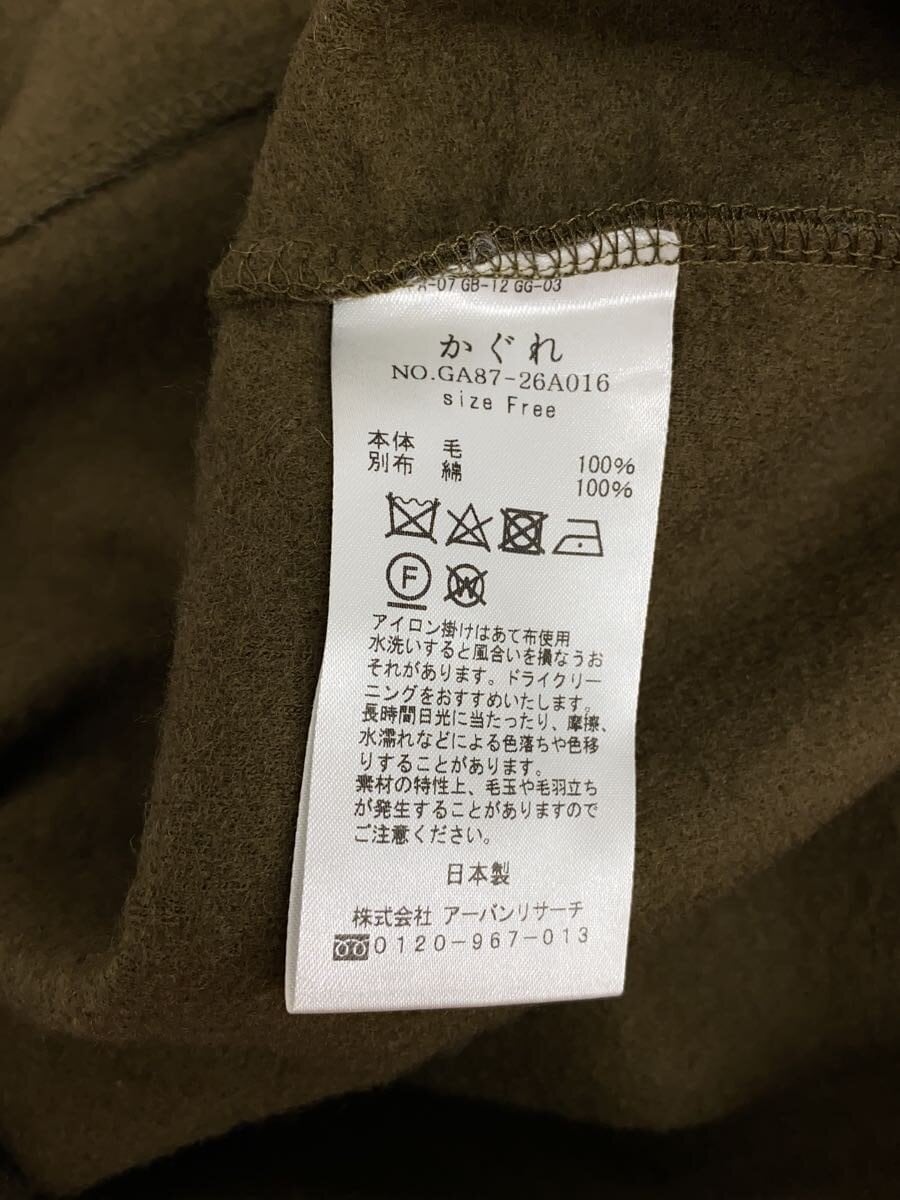 A-07 GB-12 GG-03
かぐれ
NO.GA87-26A016
size Free
本体 毛 100%
別布 綿 100%
F
W
アイロン掛けはあて布使用
水洗いすると風合いを損なうお
それがあります。ドライクリー
ニングをおすすめいたします。
長時間日光に当たったり、摩擦、
水濡れなどによる色落ちや色移
りすることがあります。
素材の特性上、毛玉や毛羽立ち
が発生することがありますので
ご注意ください。
日本製
株式会社 アーバンリサーチ
0120-967-013